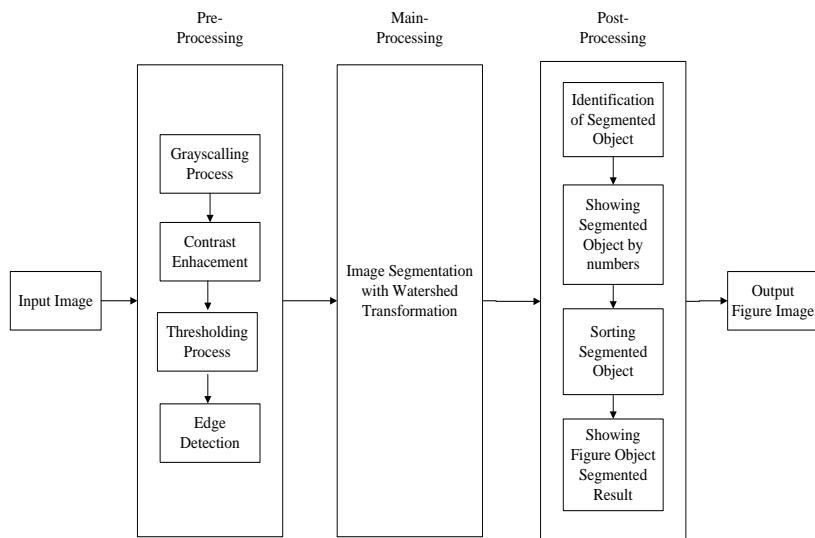 Pre-
Processing
Main-
Processing
Post-
Processing
Input Image
Grayscalling
Process
Contrast
Enhacement
Thresholding
Process
Edge
Detection
Image Segmentation
with Watershed
Transformation
Identification
of Segmented
Object
Showing
Segmented
Object by
numbers
Sorting
Segmented
Object
Showing
Figure Object
Segmented
Result
Output
Figure Image